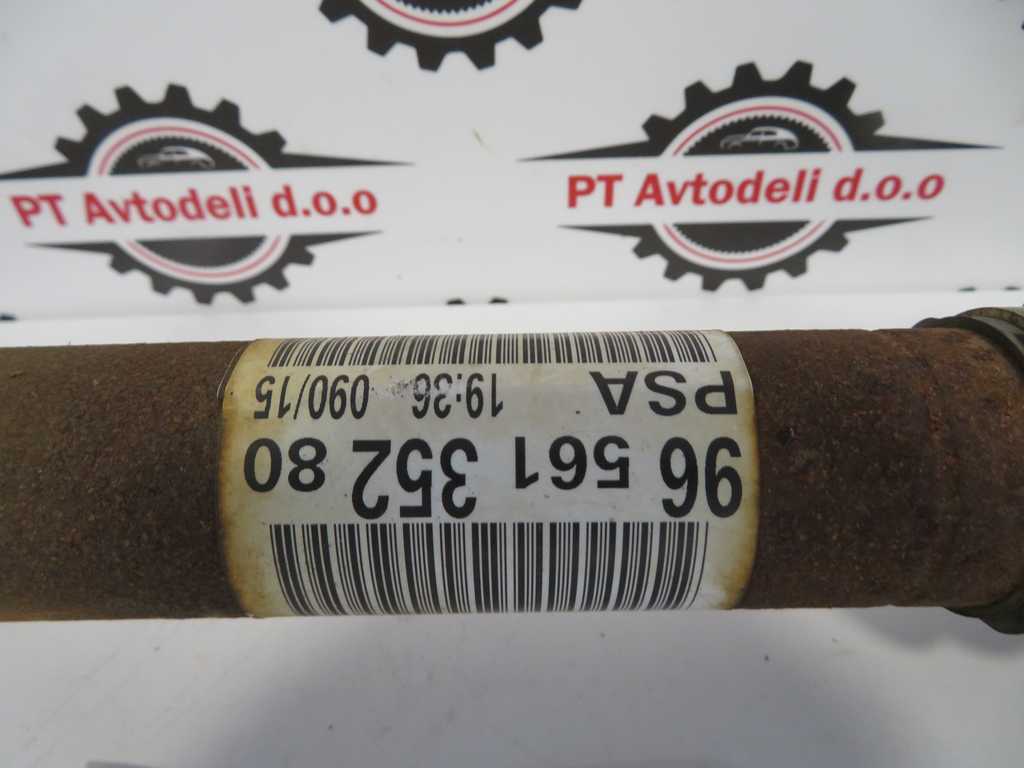 PT Avtodeli d.o.o
PT Avtodeli d.o.o
96 561 352 80
PSA 19:36 090/15